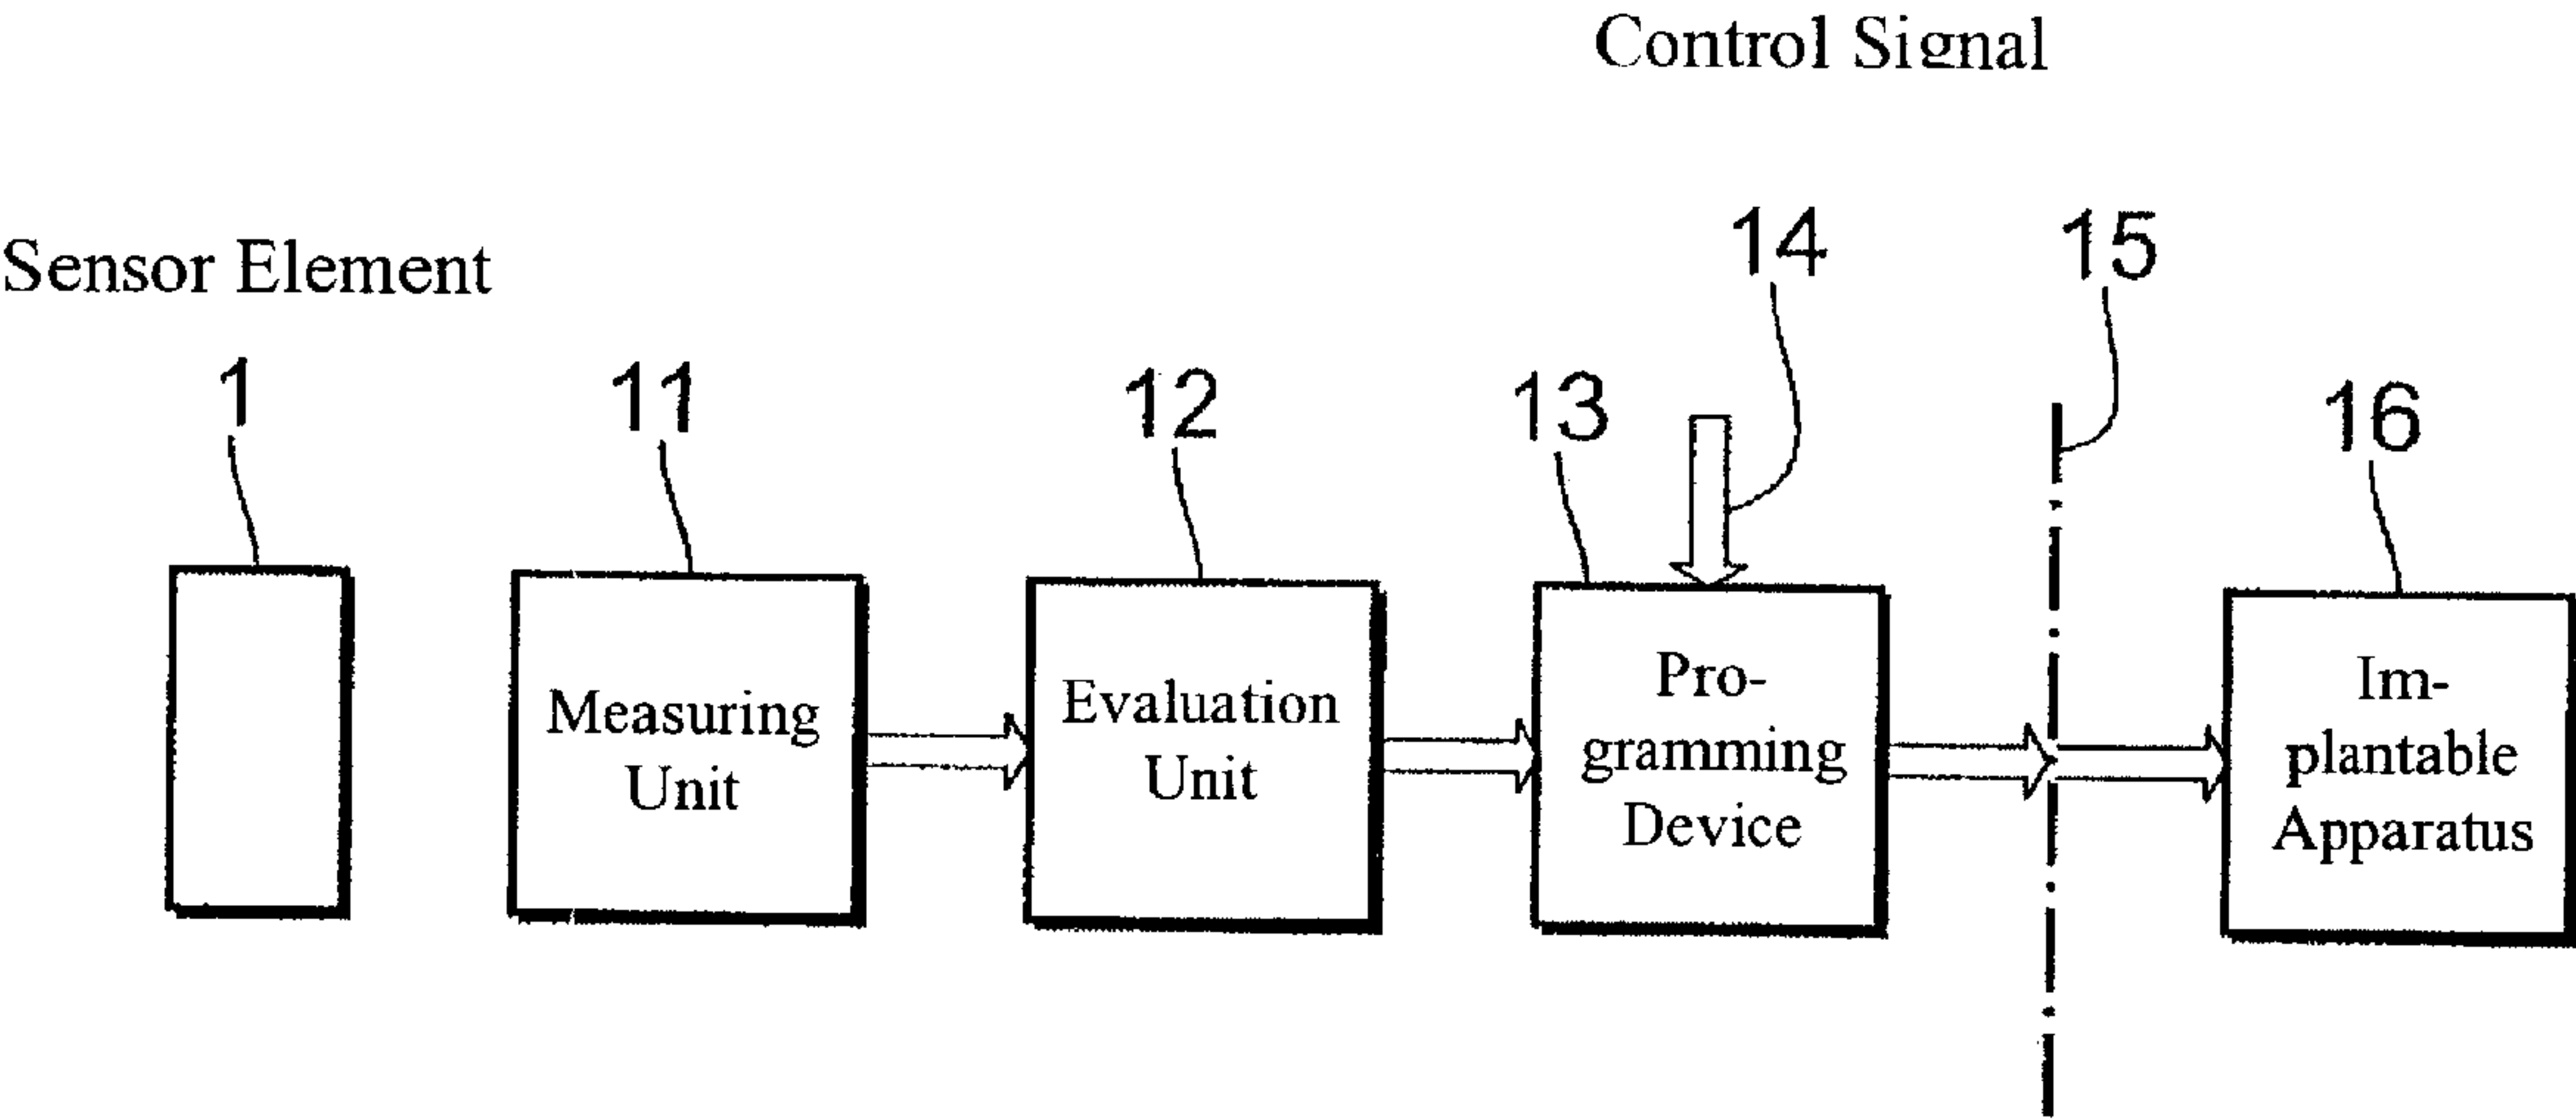 Control Signal
14
15
Sensor Element
1
11
12
13
16
Measuring
Unit
Evaluation
Unit
Pro-
gramming
Device
Im-
plantable
Apparatus